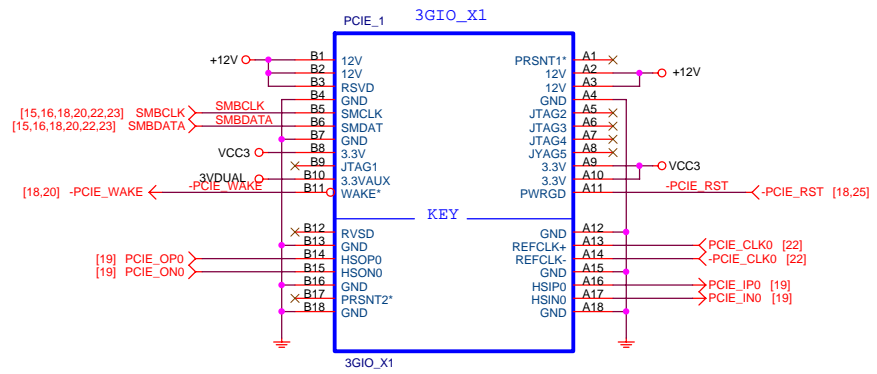 PCIE_1 3GIO_X1
+12V B1 12V PRSNT1* A1
B2 12V 12V A2 +12V
B3 RSVD 12V A3
B4 GND GND A4
[15,16,18,20,22,23] SMBCLK SMBCLK B5 SMCLK JTAG2 A5
[15,16,18,20,22,23] SMBDATA SMBDATA B6 SMDAT JTAG3 A6
B7 GND JTAG4 A7
VCC3 B8 3.3V JYAG5 A8
B9 JTAG1 3.3V A9 VCC3
3VDUAL B10 3.3VAUX 3.3V A10
[18,20] -PCIE_WAKE -PCIE_WAKE B11 WAKE* PWRGD A11 -PCIE_RST -PCIE_RST [18,25]
KEY
B12 RVSD GND A12
B13 GND REFCLK+ A13 PCIE_CLK0 [22]
[19] PCIE_OP0 B14 HSOP0 REFCLK- A14 -PCIE_CLK0 [22]
[19] PCIE_ON0 B15 HSON0 GND A15
B16 GND HSIP0 A16 PCIE_IP0 [19]
B17 PRSNT2* HSIN0 A17 PCIE_IN0 [19]
B18 GND GND A18
3GIO_X1